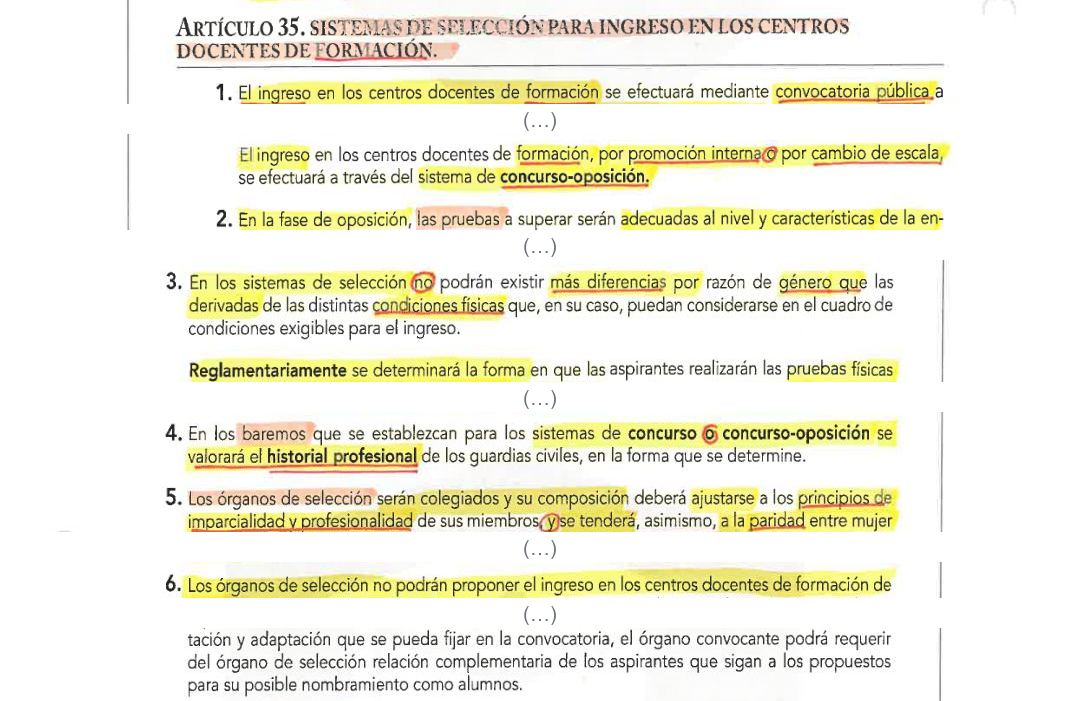 ARTÍCULO 35. SISTEMAS DE SELECCIÓN PARA INGRESO EN LOS CENTROS
DOCENTES DE FORMACIÓN.
1. El ingreso en los centros docentes de formación se efectuará mediante convocatoria pública a
(...)
El ingreso en los centros docentes de formación, por promoción interna o por cambio de escala,
se efectuará a través del sistema de concurso-oposición.
2. En la fase de oposición, las pruebas a superar serán adecuadas al nivel y características de la en-
(...)
3. En los sistemas de selección no podrán existir más diferencias por razón de género que las
derivadas de las distintas condiciones físicas que, en su caso, puedan considerarse en el cuadro de
condiciones exigibles para el ingreso.
Reglamentariamente se determinará la forma en que las aspirantes realizarán las pruebas físicas
(...)
4. En los baremos que se establezcan para los sistemas de concurso o concurso-oposición se
valorará el historial profesional de los guardias civiles, en la forma que se determine.
5. Los órganos de selección serán colegiados y su composición deberá ajustarse a los principios de
imparcialidad y profesionalidad de sus miembros, y se tenderá, asimismo, a la paridad entre mujer
(...)
6. Los órganos de selección no podrán proponer el ingreso en los centros docentes de formación de
(...)
tación y adaptación que se pueda fijar en la convocatoria, el órgano convocante podrá requerir
del órgano de selección relación complementaria de los aspirantes que sigan a los propuestos
para su posible nombramiento como alumnos.